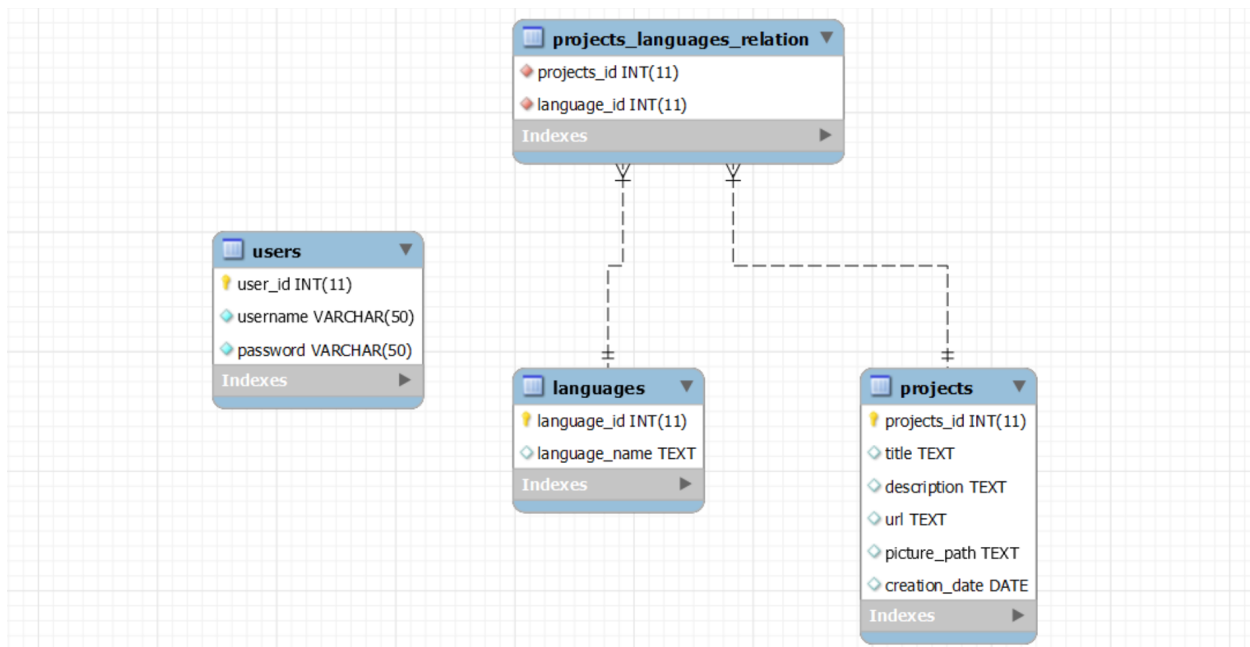 projects_languages_relation
projects_id INT(11)
language_id INT(11)
Indexes
users
user_id INT(11)
username VARCHAR(50)
password VARCHAR(50)
Indexes
languages
language_id INT(11)
language_name TEXT
Indexes
projects
projects_id INT(11)
title TEXT
description TEXT
url TEXT
picture_path TEXT
creation_date DATE
Indexes